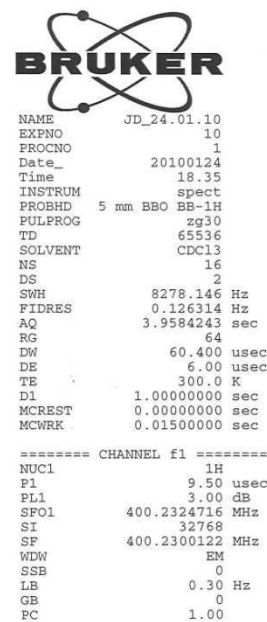 BRUKER
NAME JD_24.01.10
EXPNO 10
PROCNO 1
Date_ 20100124
Time 18.35
INSTRUM spect
PROBHD 5 mm BBO BB-1H
PULPROG zg30
TD 65536
SOLVENT CDCl3
NS 16
DS 2
SWH 8278.146 Hz
FIDRES 0.126314 Hz
AQ 3.9584243 sec
RG 64
DW 60.400 usec
DE 6.00 usec
TE 300.0 K
D1 1.00000000 sec
MCREST 0.00000000 sec
MCWRK 0.01500000 sec
======== CHANNEL f1 ========
NUC1 1H
P1 9.50 usec
PL1 3.00 dB
SFO1 400.2324716 MHz
SI 32768
SF 400.2300122 MHz
WDW EM
SSB 0
LB 0.30 Hz
GB 0
PC 1.00